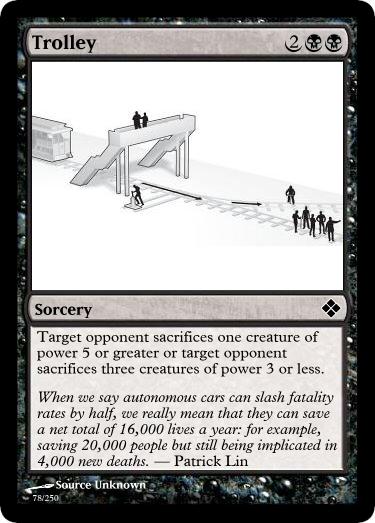 Trolley 2
Sorcery
Target opponent sacrifices one creature of
power 5 or greater or target opponent
sacrifices three creatures of power 3 or less.
When we say autonomous cars can slash fatality
rates by half, we really mean that they can save
a net total of 16,000 lives a year: for example,
saving 20,000 people but still being implicated in
4,000 new deaths. — Patrick Lin
Source Unknown
78/250